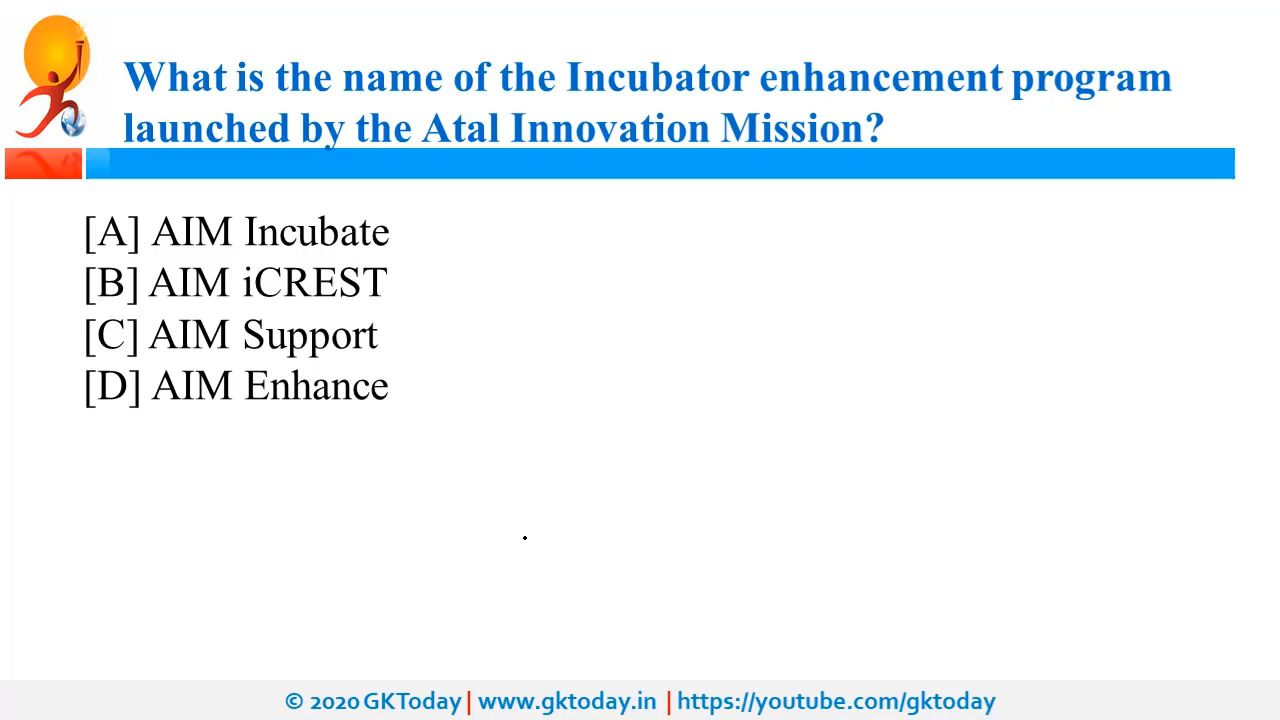 What is the name of the Incubator enhancement program
launched by the Atal Innovation Mission?
[A] AIM Incubate
[B] AIM iCREST
[C] AIM Support
[D] AIM Enhance
© 2020 GKToday | www.gktoday.in | https://youtube.com/gktoday